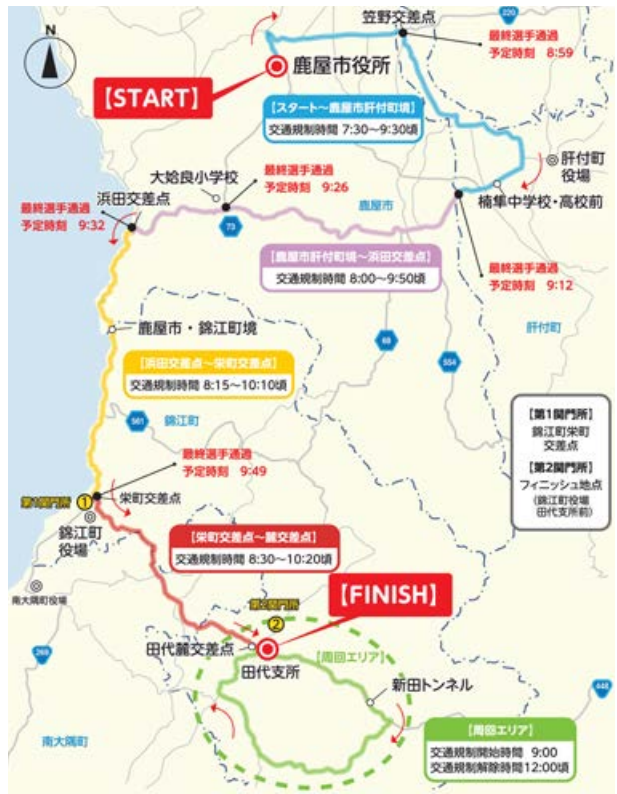 N
220
笠野交差点
最終選手通過
予定時刻 8:59
鹿屋市役所
【START】
【スタート～鹿屋市肝付町境】
交通規制時間 7:30～9:30頃
肝付町
役場
大姶良小学校
最終選手通過
予定時刻 9:26
浜田交差点
最終選手通過
予定時刻 9:32
鹿屋市
楠隼中学校・高校前
73
【鹿屋市肝付町境～浜田交差点】
交通規制時間 8:00～9:50頃
最終選手通過
予定時刻 9:12
鹿屋市・錦江町境
肝付町
68
554
【浜田交差点～栄町交差点】
交通規制時間 8:15～10:10頃
561
錦江町
【第1関門所】
錦江町栄町
交差点
【第2関門所】
フィニッシュ地点
(錦江町役場
田代支所前)
最終選手通過
予定時刻 9:49
第1関門所
1
栄町交差点
錦江町
役場
【栄町交差点～麓交差点】
交通規制時間 8:30～10:20頃
南大隅町役場
【FINISH】
第2関門所
2
田代麓交差点
【周回エリア】
田代支所
269
新田トンネル
448
南大隅町
【周回エリア】
交通規制開始時間 9:00
交通規制解除時間12:00頃